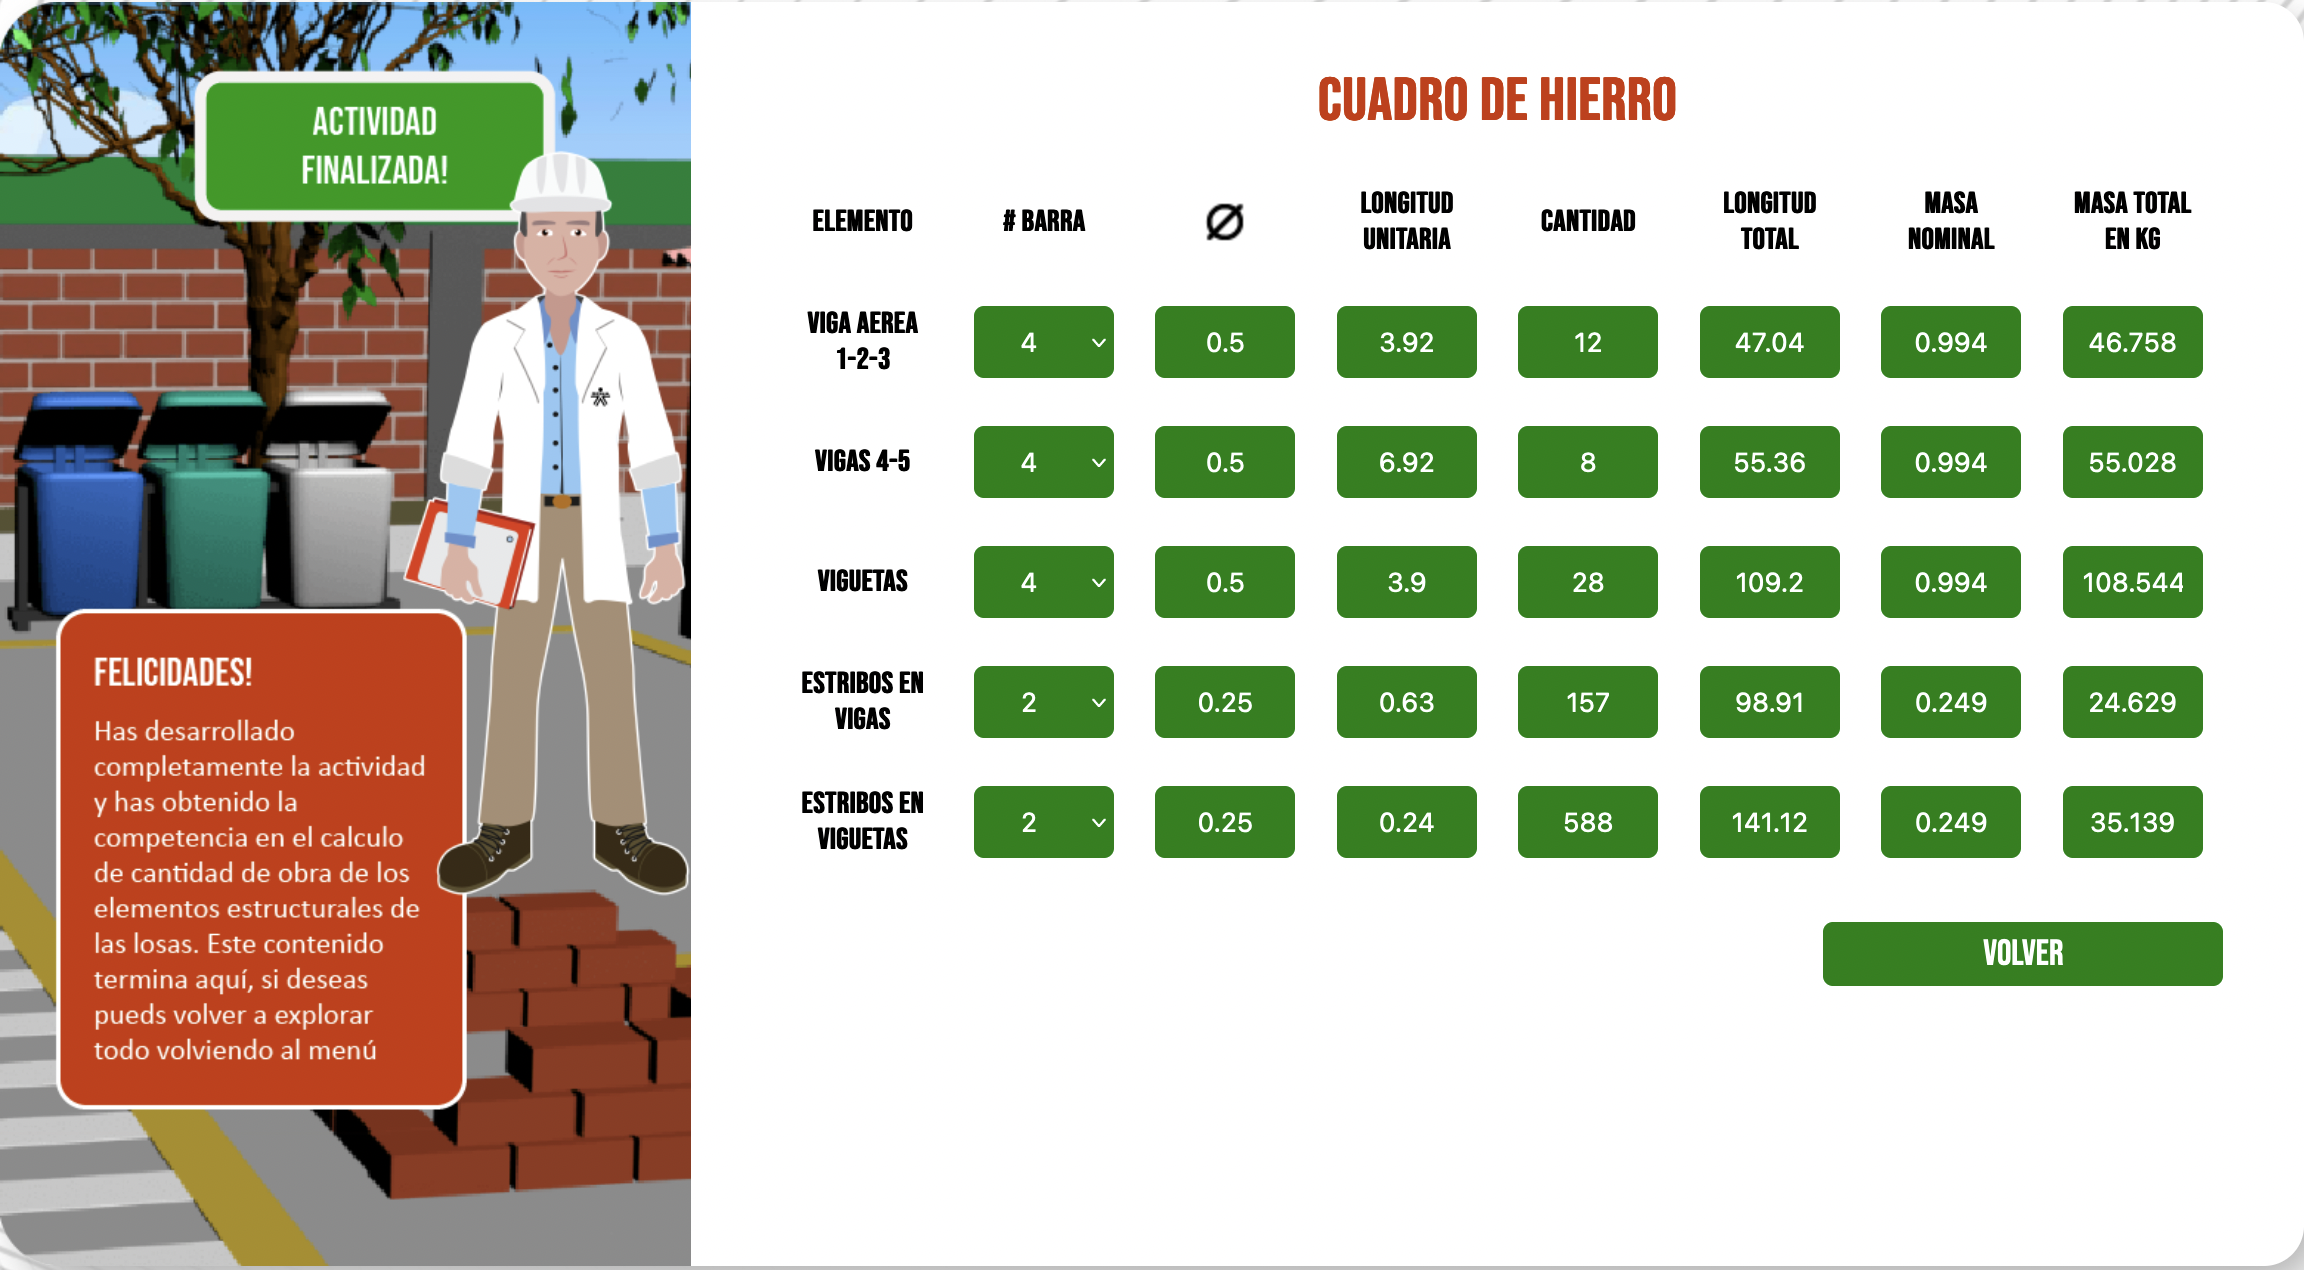 ACTIVIDAD
FINALIZADA!
FELICIDADES!
Has desarrollado
completamente la actividad
y has obtenido la
competencia en el calculo
de cantidad de obra de los
elementos estructurales de
las losas. Este contenido
termina aquí, si deseas
pueds volver a explorar
todo volviendo al menú
CUADRO DE HIERRO
ELEMENTO # BARRA Ø LONGITUD UNITARIA CANTIDAD LONGITUD TOTAL MASA NOMINAL MASA TOTAL EN KG
VIGA AEREA 1-2-3 4 0.5 3.92 12 47.04 0.994 46.758
VIGAS 4-5 4 0.5 6.92 8 55.36 0.994 55.028
VIGUETAS 4 0.5 3.9 28 109.2 0.994 108.544
ESTRIBOS EN VIGAS 2 0.25 0.63 157 98.91 0.249 24.629
ESTRIBOS EN VIGUETAS 2 0.25 0.24 588 141.12 0.249 35.139
VOLVER